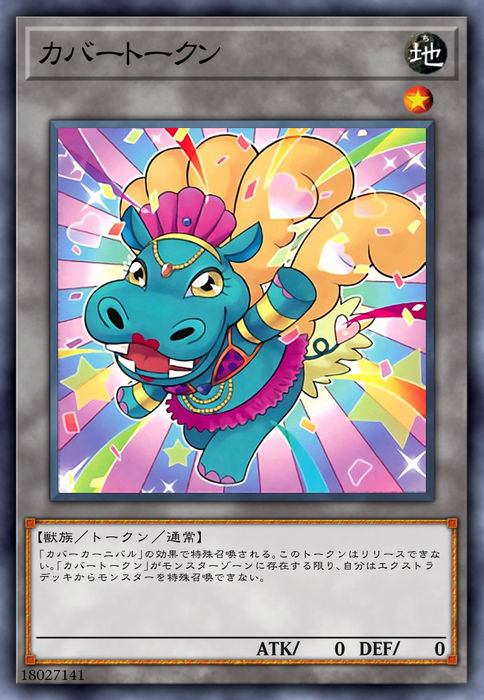 カバートークン
地
ち
【獣族／トークン／通常】
「カバーカーニバル」の効果で特殊召喚される。このトークンはリリースできな
い。「カバートークン」がモンスターゾーンに存在する限り、自分はエクストラ
デッキからモンスターを特殊召喚できない。
ATK/ 0 DEF/ 0
18027141